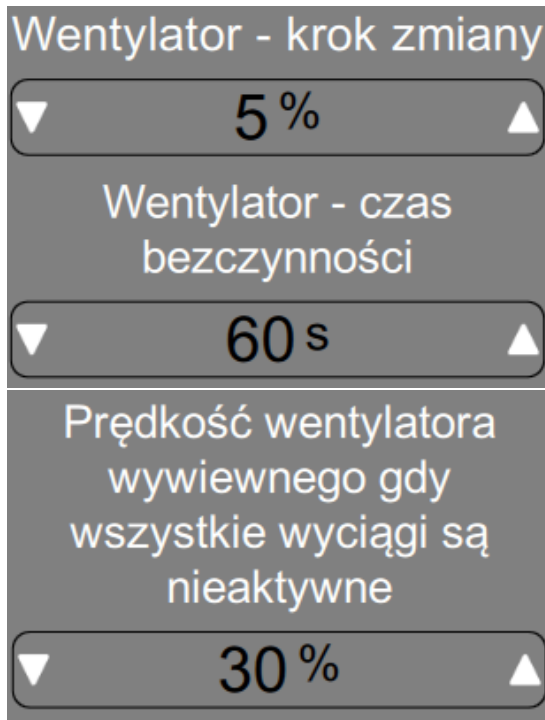 Wentylator - krok zmiany
5 %
Wentylator - czas
bezczynności
60 s
Prędkość wentylatora
wywiewnego gdy
wszystkie wyciągi są
nieaktywne
30 %